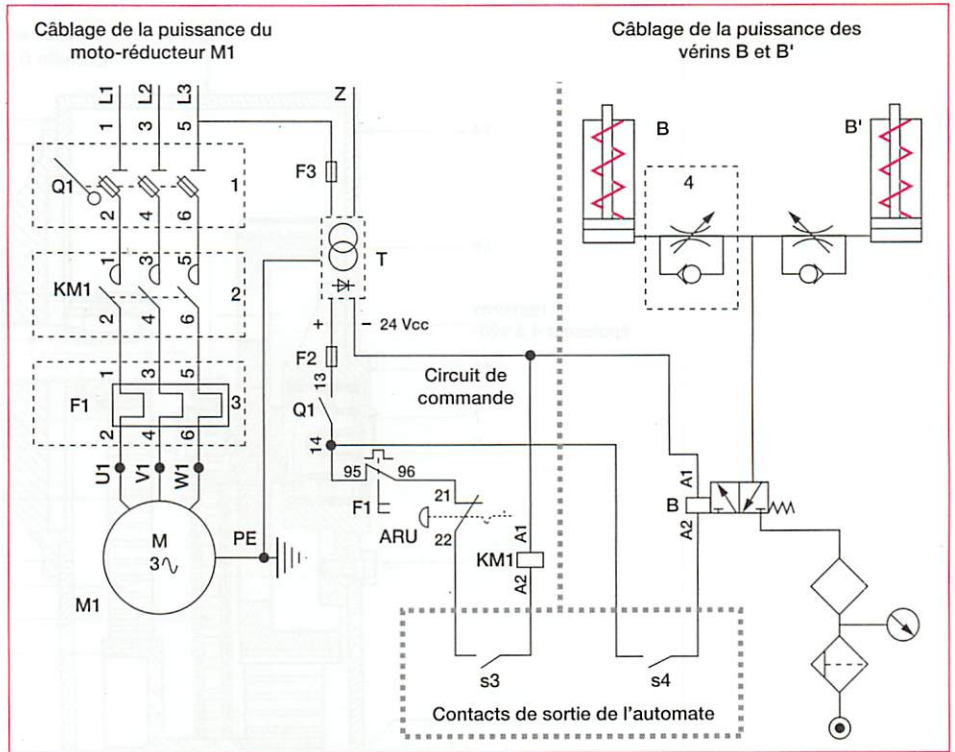 Câblage de la puissance du
moto-réducteur M1
Câblage de la puissance des
vérins B et B'
L1 L2 L3 Z
1 3 5
B B'
F3
4
Q1 1
2 4 6
T
1 3 5
KM1 2
2 4 6
+ − 24 Vcc
F2
13
Circuit de
commande
1 3 5
F1 3
2 4 6
Q1
14
95 96
U1 V1 W1
F1
21
ARU
22
A1
B
A2
M
3
PE
M1
A1
KM1
A2
s3 s4
Contacts de sortie de l'automate